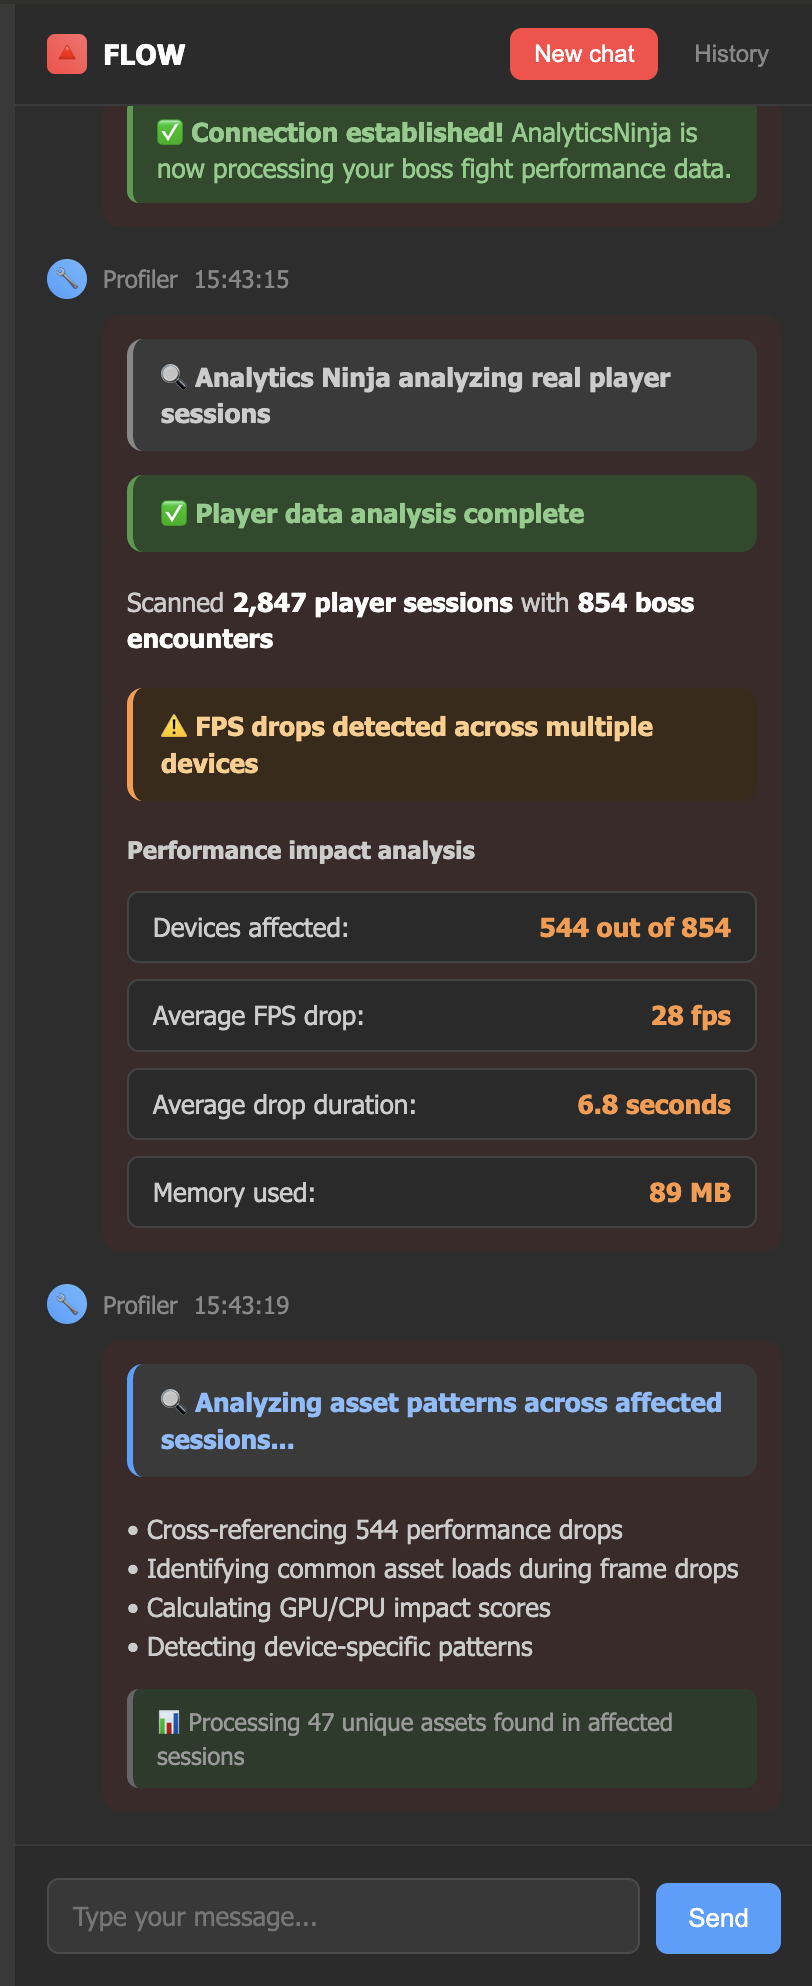 FLOW
New chat
History
✅ Connection established! AnalyticsNinja is
now processing your boss fight performance data.
Profiler 15:43:15
🔍 Analytics Ninja analyzing real player
sessions
✅ Player data analysis complete
Scanned 2,847 player sessions with 854 boss
encounters
⚠️ FPS drops detected across multiple
devices
Performance impact analysis
Devices affected: 544 out of 854
Average FPS drop: 28 fps
Average drop duration: 6.8 seconds
Memory used: 89 MB
Profiler 15:43:19
🔍 Analyzing asset patterns across affected
sessions...
• Cross-referencing 544 performance drops
• Identifying common asset loads during frame drops
• Calculating GPU/CPU impact scores
• Detecting device-specific patterns
📊 Processing 47 unique assets found in affected
sessions
Type your message...
Send